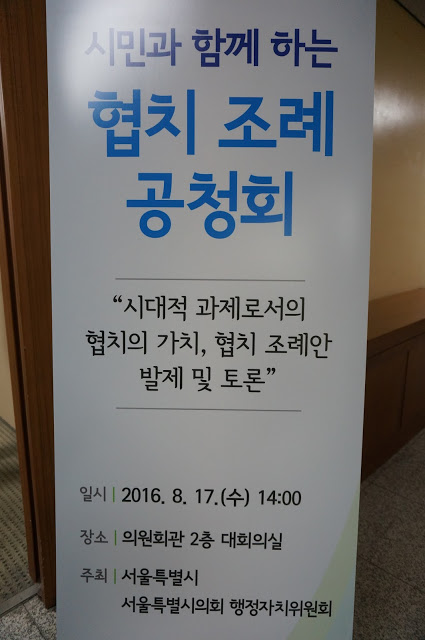 시민과 함께 하는
협치 조례
공청회
“시대적 과제로서의
협치의 가치, 협치 조례안
발제 및 토론”
일시 | 2016. 8. 17.(수) 14:00
장소 | 의원회관 2층 대회의실
주최 | 서울특별시
서울특별시의회 행정자치위원회